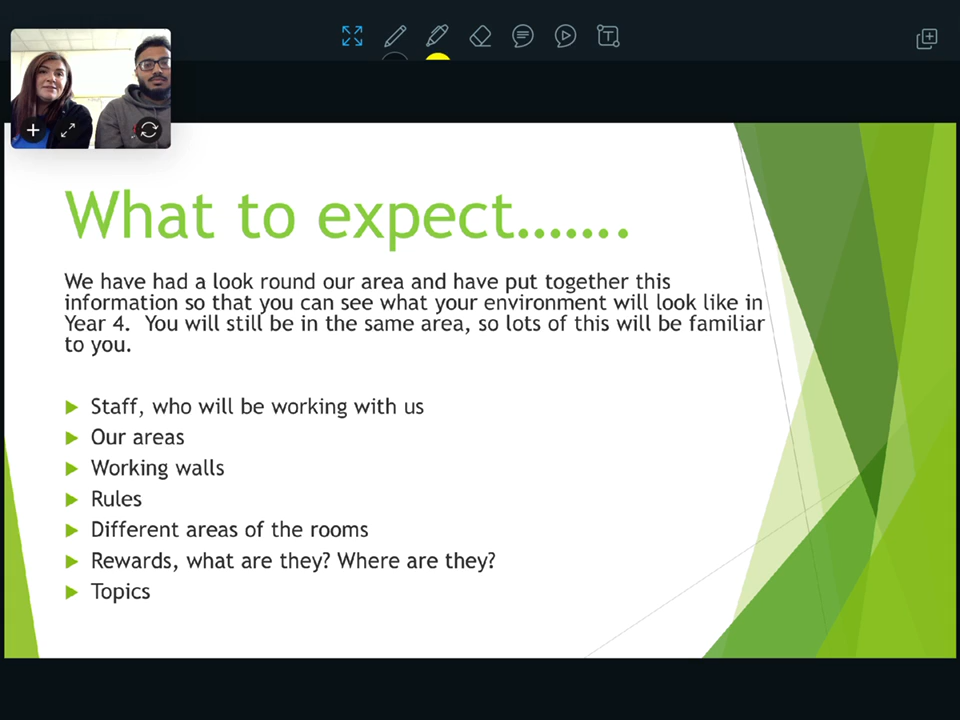 What to expect.......
We have had a look round our area and have put together this
information so that you can see what your environment will look like in
Year 4.  You will still be in the same area, so lots of this will be familiar
to you.
Staff, who will be working with us
Our areas
Working walls
Rules
Different areas of the rooms
Rewards, what are they? Where are they?
Topics